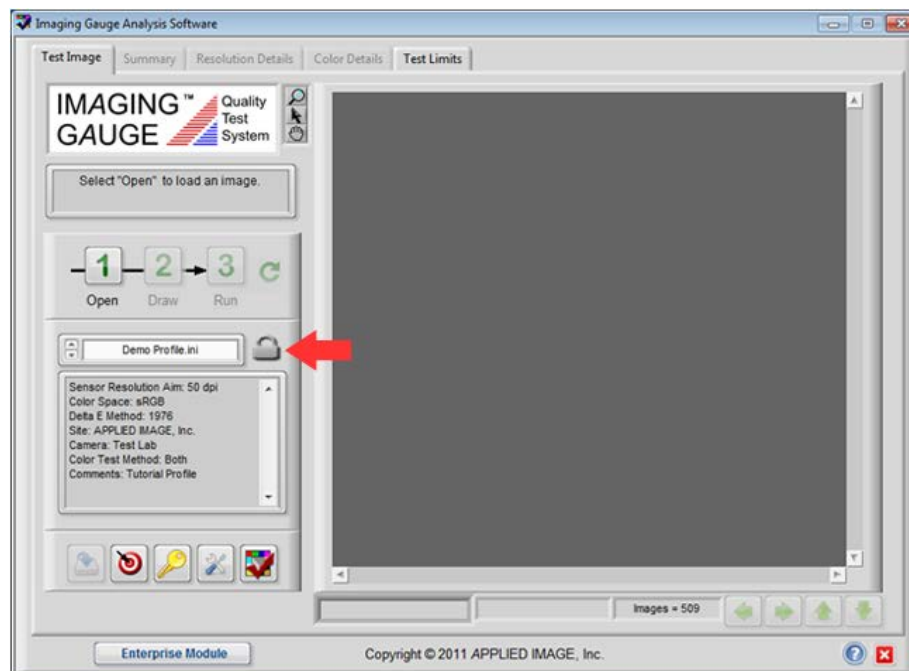 Imaging Gauge Analysis Software
Test Image Summary Resolution Details Color Details Test Limits
IMAGING™
GAUGE
Quality
Test
System
Select "Open" to load an image.
1 2 3
Open Draw Run
Demo Profile.ini
Sensor Resolution Aim: 50 dpi
Color Space: sRGB
Delta E Method: 1976
Site: APPLIED IMAGE, Inc.
Camera: Test Lab
Color Test Method: Both
Comments: Tutorial Profile
Images = 509
Enterprise Module
Copyright © 2011 APPLIED IMAGE, Inc.
?